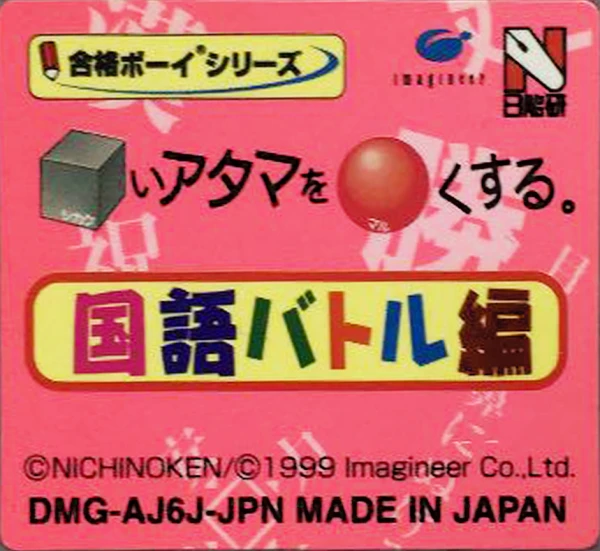 合格ボーイ®シリーズ
imagineer
N
日能研
いアタマを くする。
シカク
マル
国語バトル編
©NICHINOKEN/©1999 Imagineer Co.,Ltd.
DMG-AJ6J-JPN MADE IN JAPAN